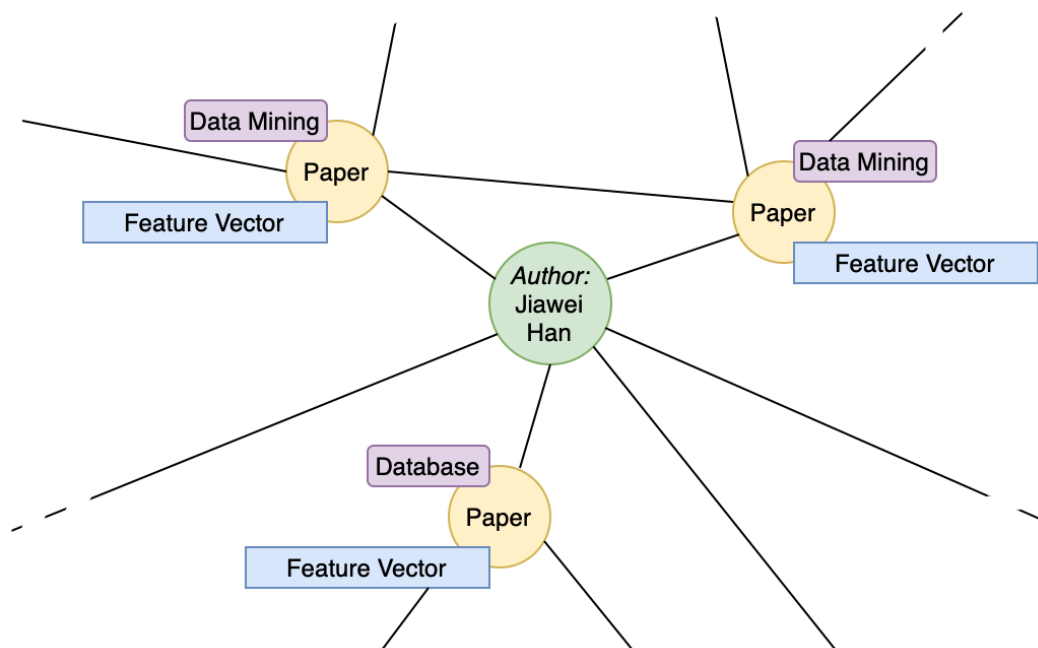 Data Mining
Paper
Feature Vector
Data Mining
Paper
Feature Vector
Author:
Jiawei
Han
Database
Paper
Feature Vector